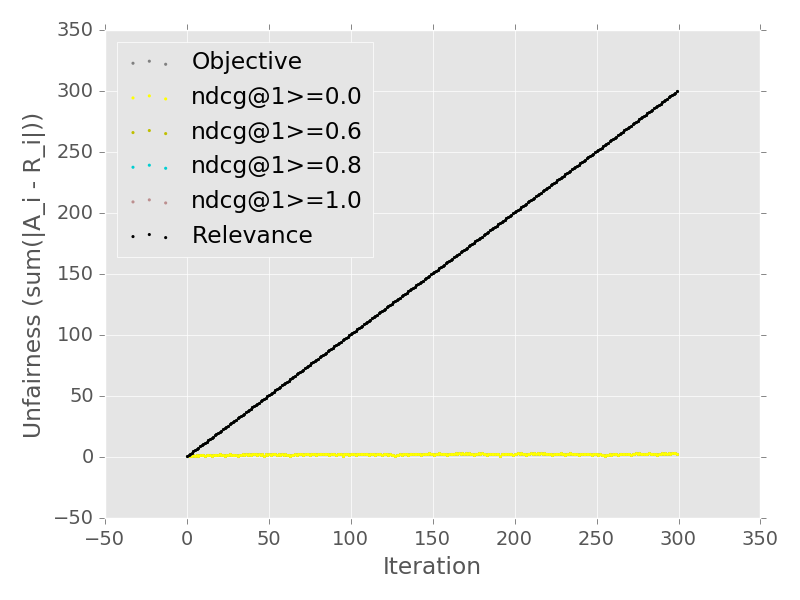 350
300
250
200
150
100
50
0
−50
Unfairness (sum(|A_i - R_i|))
Objective
ndcg@1>=0.0
ndcg@1>=0.6
ndcg@1>=0.8
ndcg@1>=1.0
Relevance
−50 0 50 100 150 200 250 300 350
Iteration